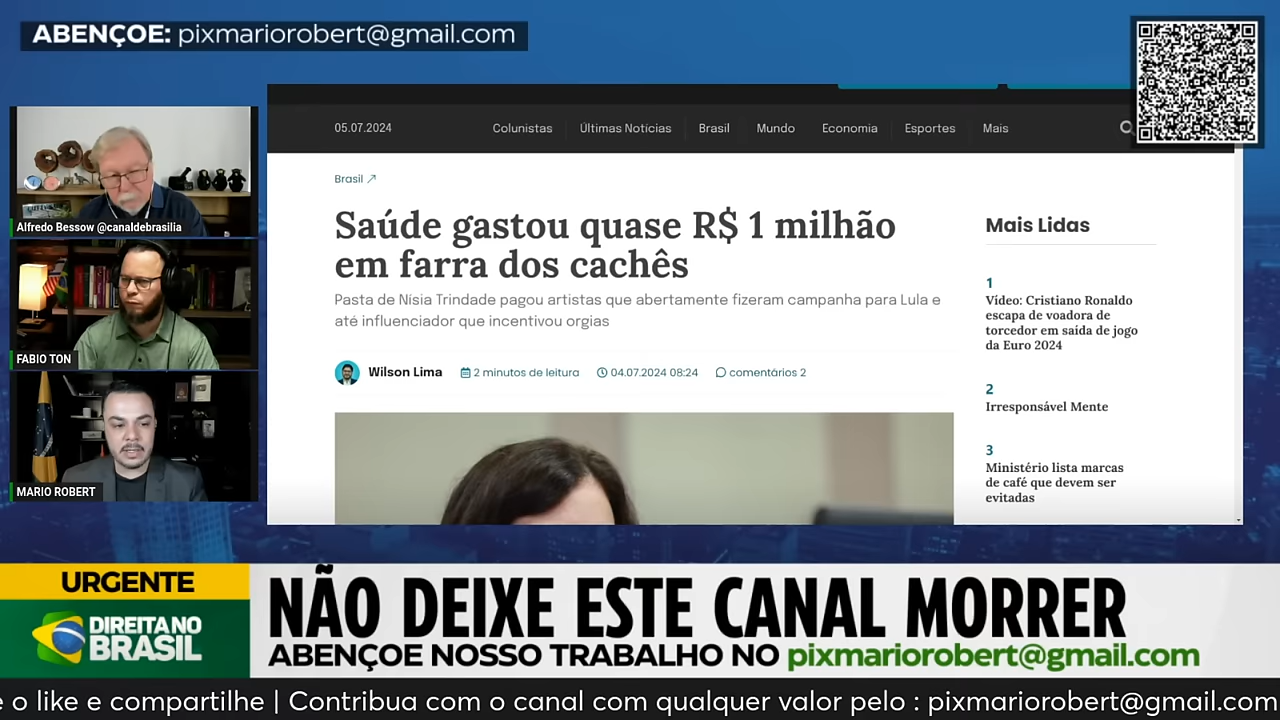 ABENÇOE: pixmariorobert@gmail.com
Alfredo Bessow @canaldebrasilia
FABIO TON
MARIO ROBERT
05.07.2024
Colunistas
Últimas Notícias
Brasil
Mundo
Economia
Esportes
Mais
Brasil ↗
Saúde gastou quase R$ 1 milhão
em farra dos cachês
Pasta de Nísia Trindade pagou artistas que abertamente fizeram campanha para Lula e
até influenciador que incentivou orgias
Wilson Lima
2 minutos de leitura
04.07.2024 08:24
comentários 2
Mais Lidas
1
Vídeo: Cristiano Ronaldo
escapa de voadora de
torcedor em saída de jogo
da Euro 2024
2
Irresponsável Mente
3
Ministério lista marcas
de café que devem ser
evitadas
URGENTE
DIREITA NO
BRASIL
NÃO DEIXE ESTE CANAL MORRER
ABENÇOE NOSSO TRABALHO NO pixmariorobert@gmail.com
e o like e compartilhe | Contribua com o canal com qualquer valor pelo : pixmariorobert@gmail.com